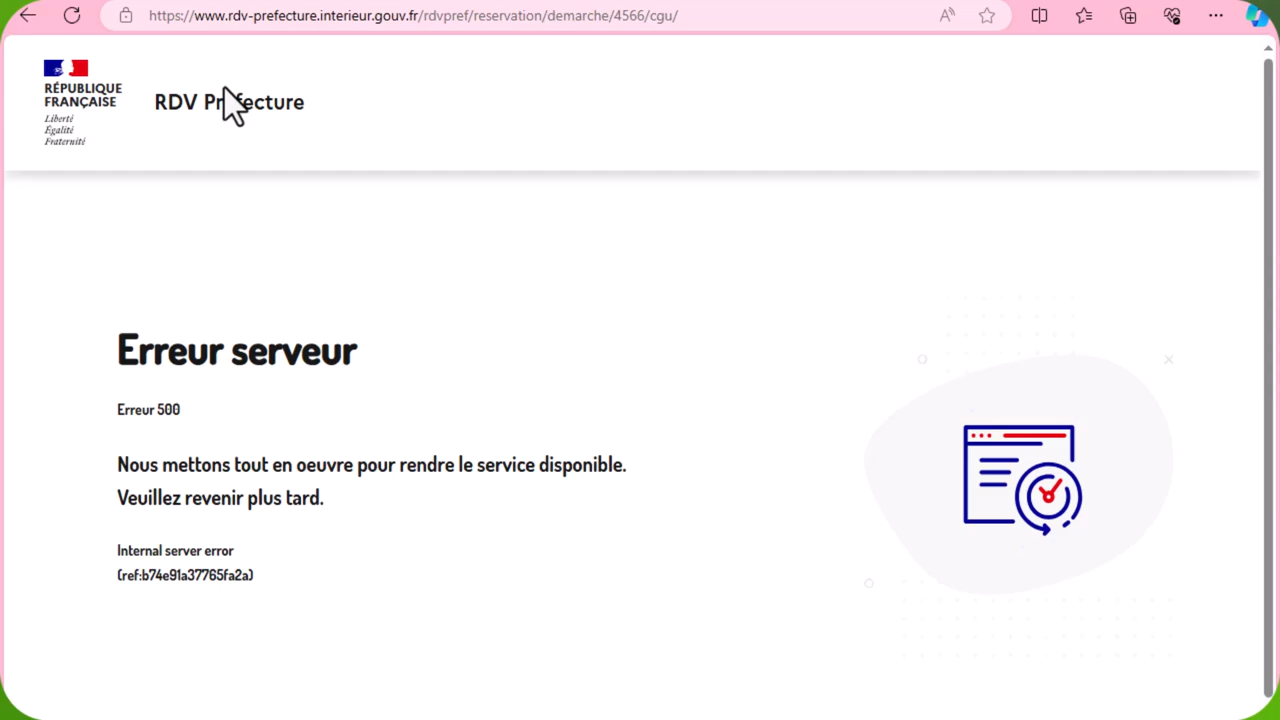 https://www.rdv-prefecture.interieur.gouv.fr/rdvpref/reservation/demarche/4566/cgu/
RÉPUBLIQUE
FRANÇAISE
Liberté
Égalité
Fraternité
RDV Préfecture
Erreur serveur
Erreur 500
Nous mettons tout en oeuvre pour rendre le service disponible.
Veuillez revenir plus tard.
Internal server error
(ref:b74e91a37765fa2a)